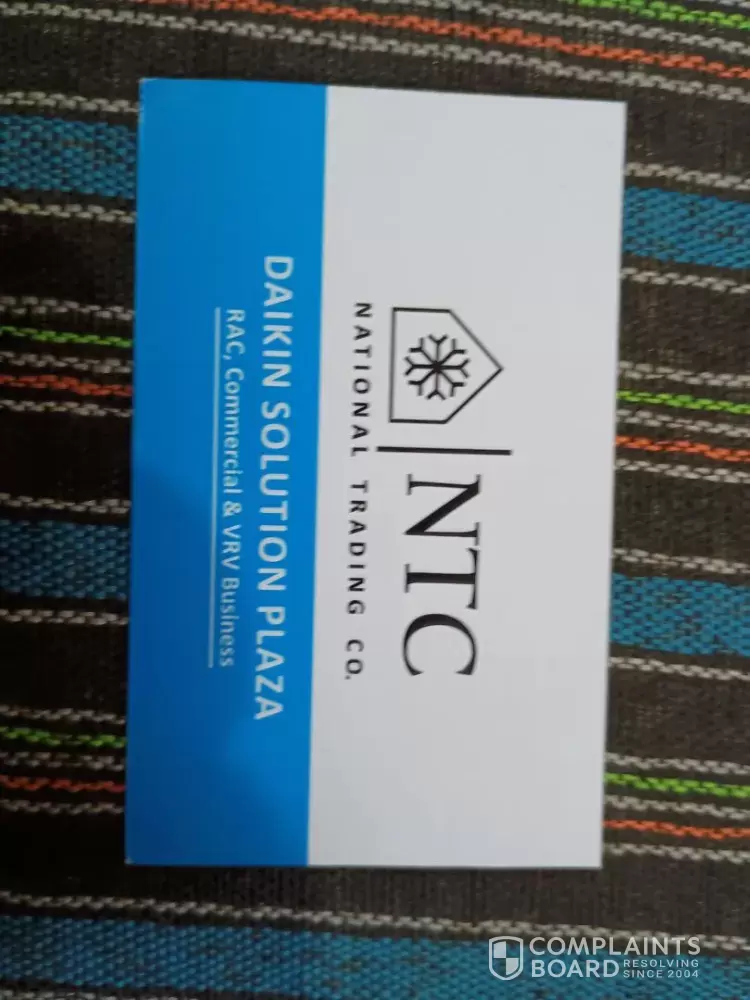 NTC
NATIONAL TRADING CO.
DAIKIN SOLUTION PLAZA
RAC, Commercial & VRV Business
COMPLAINTS
BOARD RESOLVING
SINCE 2004